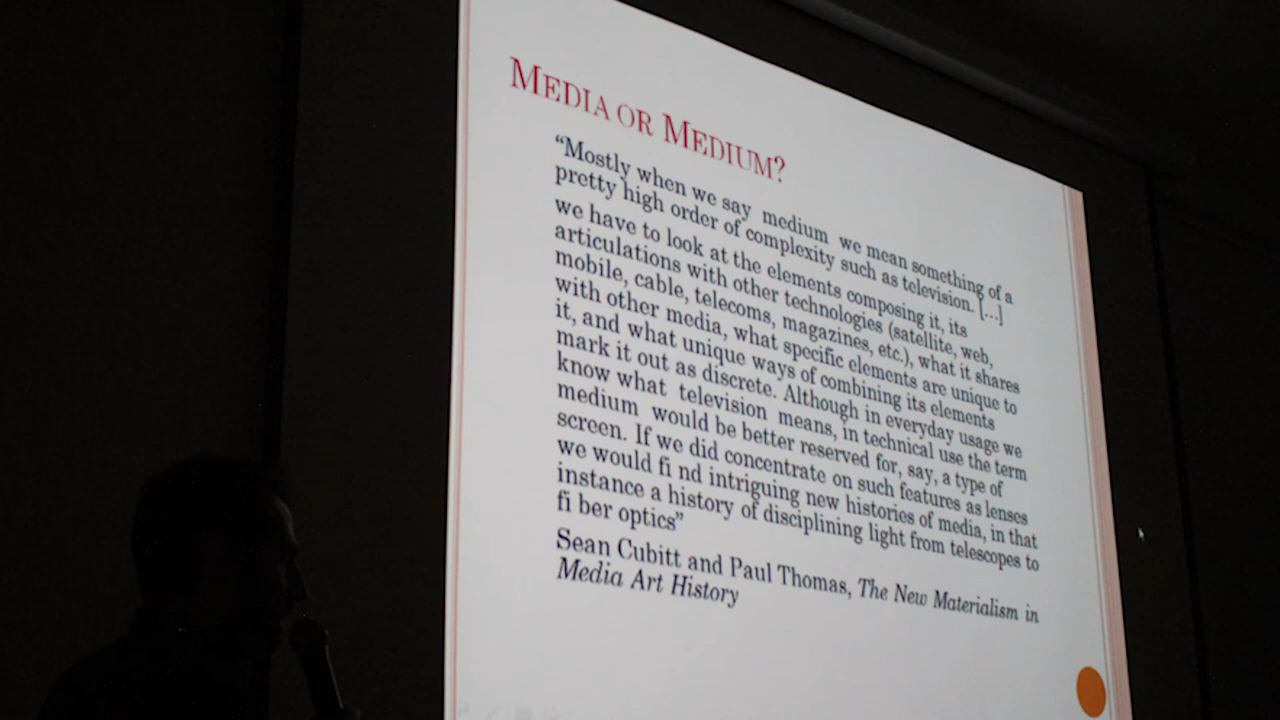 MEDIA OR MEDIUM?
“Mostly when we say medium we mean something of a
pretty high order of complexity such as television. [...]
we have to look at the elements composing it, its
articulations with other technologies (satellite, web,
mobile, cable, telecoms, magazines, etc.), what it shares
with other media, what specific elements are unique to
it, and what unique ways of combining its elements
mark it out as discrete. Although in everyday usage we
know what television means, in technical use the term
medium would be better reserved for, say, a type of
screen. If we did concentrate on such features as lenses
we would fi nd intriguing new histories of media, in that
instance a history of disciplining light from telescopes to
fi ber optics”
Sean Cubitt and Paul Thomas, The New Materialism in
Media Art History